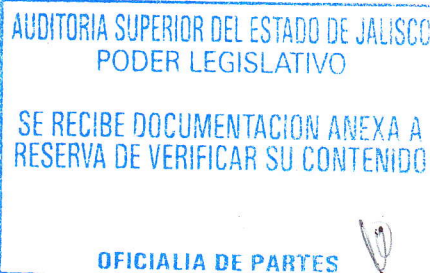 AUDITORIA SUPERIOR DEL ESTADO DE JALISCO
PODER LEGISLATIVO
SE RECIBE DOCUMENTACION ANEXA A
RESERVA DE VERIFICAR SU CONTENIDO
OFICIALIA DE PARTES